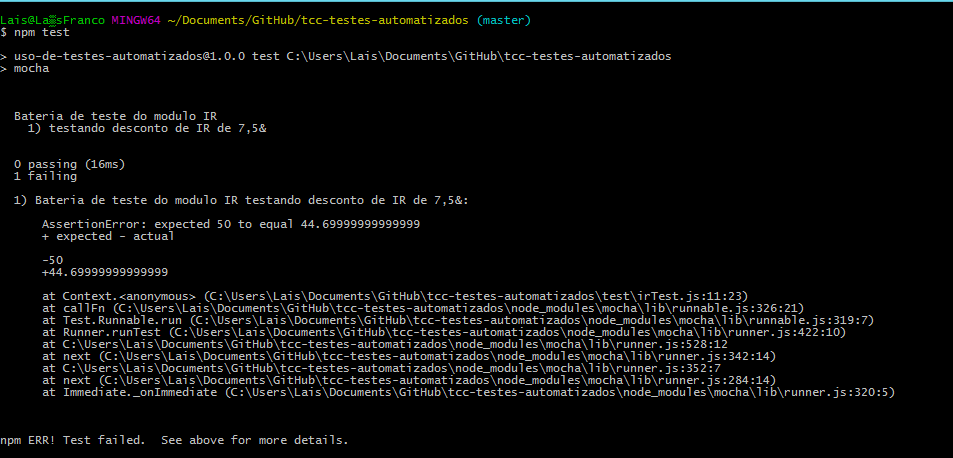 MINGW64 ~/Documents/GitHub/tcc-testes-automatizados (master)
$ npm test
> uso-de-testes-automatizados@1.0.0 test C:\Users\Lais\Documents\GitHub\tcc-testes-automatizados
> mocha
Bateria de teste do modulo IR
1) testando desconto de IR de 7,5&
0 passing (16ms)
1 failing
1) Bateria de teste do modulo IR testando desconto de IR de 7,5&:
AssertionError: expected 50 to equal 44.69999999999999
+ expected - actual
-50
+44.69999999999999
at Context.<anonymous> (C:\Users\Lais\Documents\GitHub\tcc-testes-automatizados\test\irTest.js:11:23)
at callFn (C:\Users\Lais\Documents\GitHub\tcc-testes-automatizados\node_modules\mocha\lib\runnable.js:326:21)
at Test.Runnable.run (C:\Users\Lais\Documents\GitHub\tcc-testes-automatizados\node_modules\mocha\lib\runnable.js:319:7)
at Runner.runTest (C:\Users\Lais\Documents\GitHub\tcc-testes-automatizados\node_modules\mocha\lib\runner.js:422:10)
at C:\Users\Lais\Documents\GitHub\tcc-testes-automatizados\node_modules\mocha\lib\runner.js:528:12
at next (C:\Users\Lais\Documents\GitHub\tcc-testes-automatizados\node_modules\mocha\lib\runner.js:342:14)
at C:\Users\Lais\Documents\GitHub\tcc-testes-automatizados\node_modules\mocha\lib\runner.js:352:7
at next (C:\Users\Lais\Documents\GitHub\tcc-testes-automatizados\node_modules\mocha\lib\runner.js:284:14)
at Immediate._onImmediate (C:\Users\Lais\Documents\GitHub\tcc-testes-automatizados\node_modules\mocha\lib\runner.js:320:5)
npm ERR! Test failed.  See above for more details.